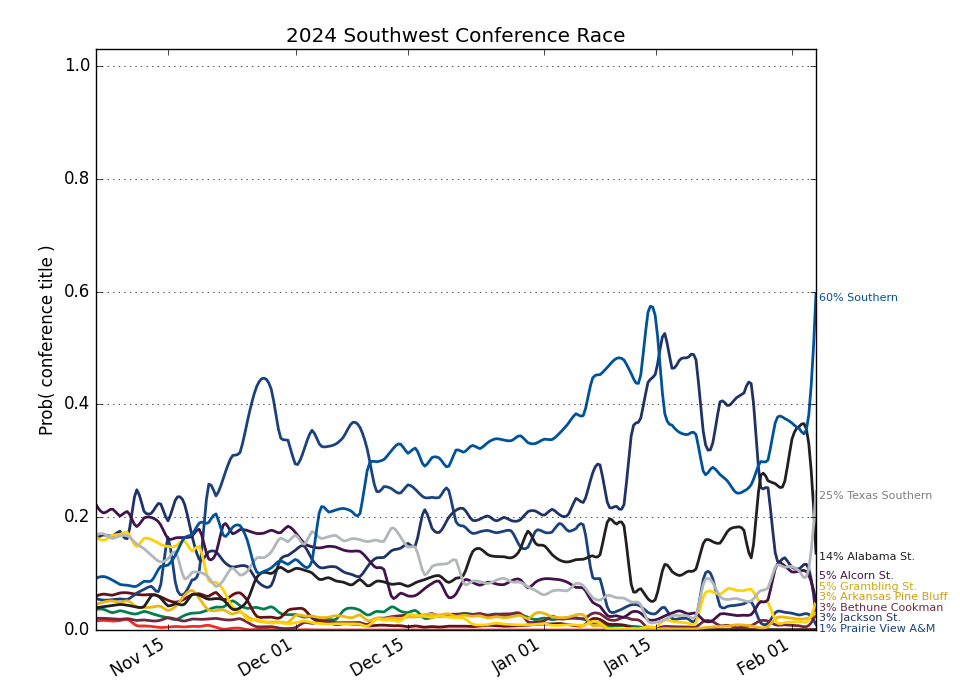 2024 Southwest Conference Race
Prob( conference title )
1.0
0.8
0.6
0.4
0.2
0.0
Nov 15
Dec 01
Dec 15
Jan 01
Jan 15
Feb 01
60% Southern
25% Texas Southern
14% Alabama St.
5% Alcorn St.
5% Grambling St.
3% Arkansas Pine Bluff
3% Bethune Cookman
3% Jackson St.
1% Prairie View A&M